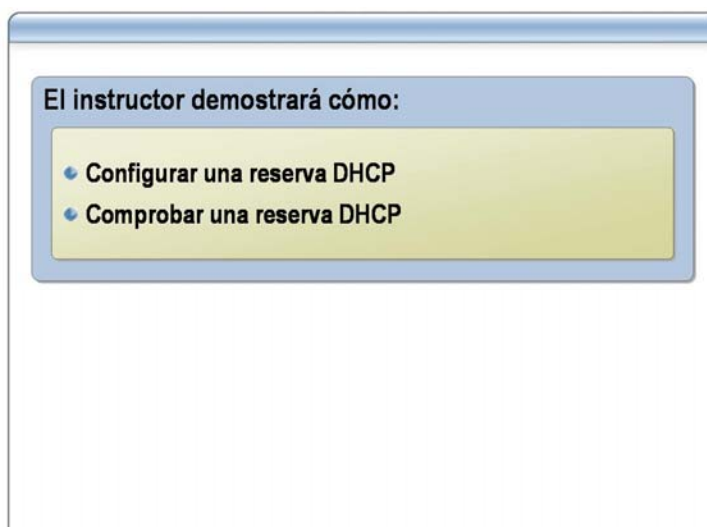 El instructor demostrará cómo:
Configurar una reserva DHCP
Comprobar una reserva DHCP